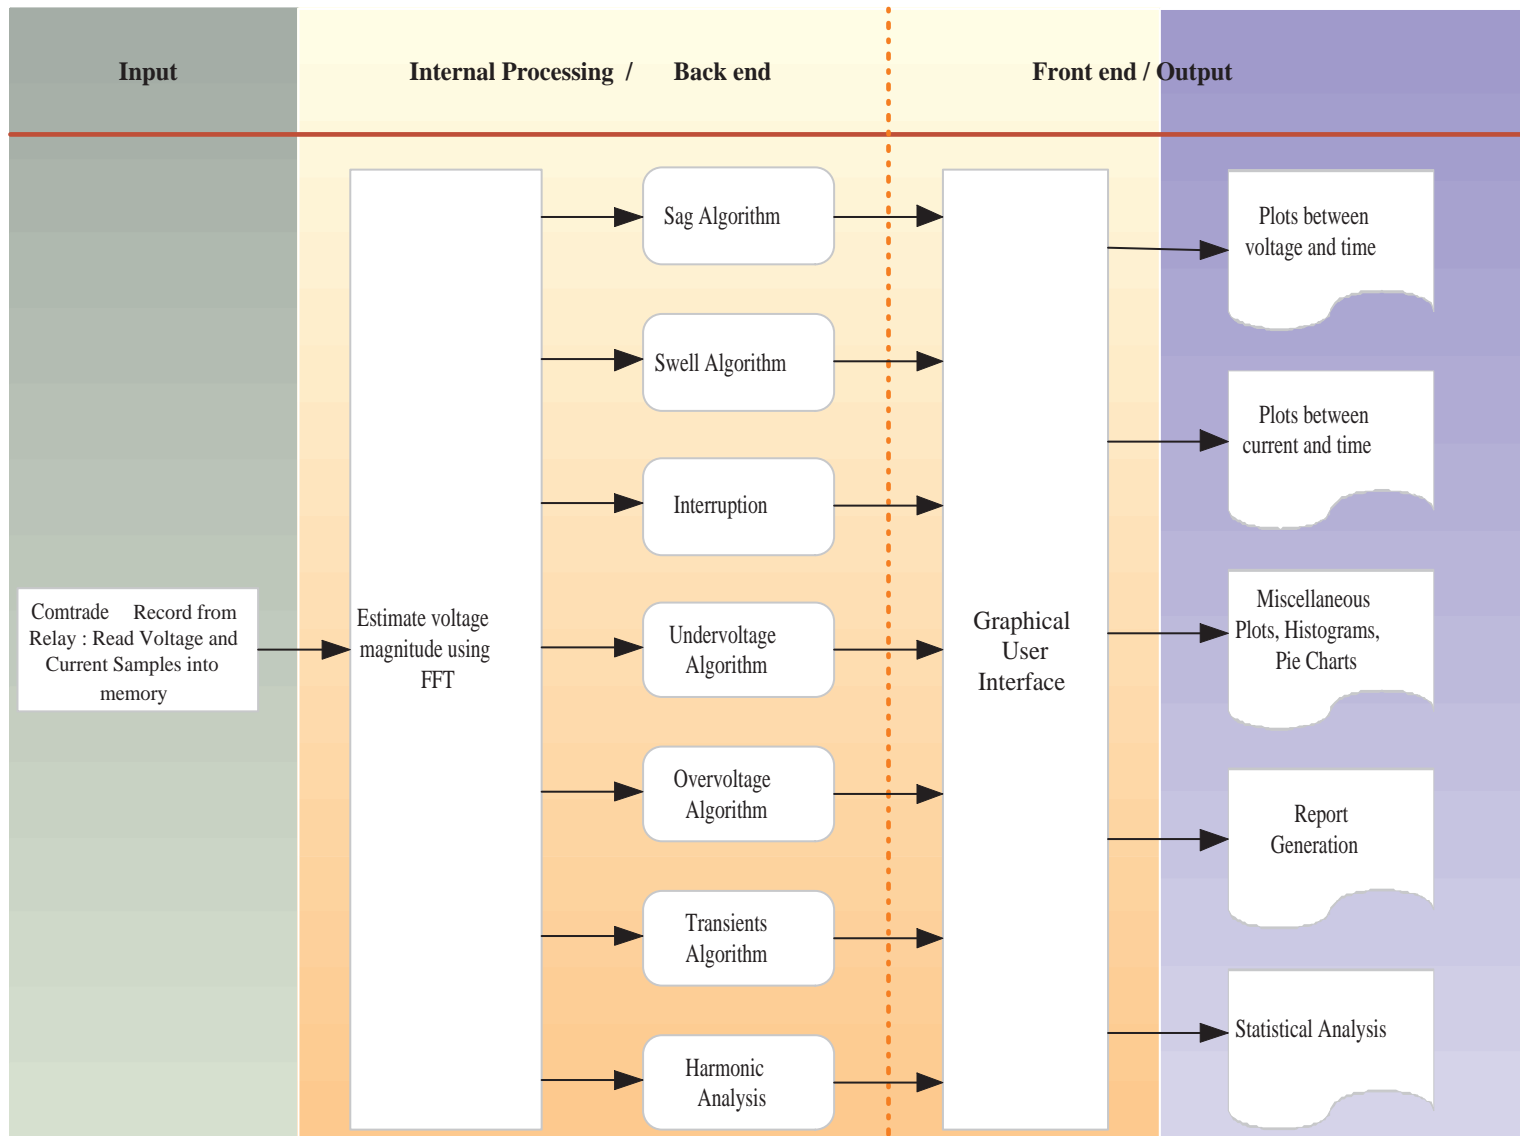 Input
Internal Processing / Back end
Front end / Output
Comtrade Record from
Relay : Read Voltage and
Current Samples into
memory
Estimate voltage
magnitude using
FFT
Sag Algorithm
Swell Algorithm
Interruption
Undervoltage
Algorithm
Overvoltage
Algorithm
Transients
Algorithm
Harmonic
Analysis
Graphical
User
Interface
Plots between
voltage and time
Plots between
current and time
Miscellaneous
Plots, Histograms,
Pie Charts
Report
Generation
Statistical Analysis